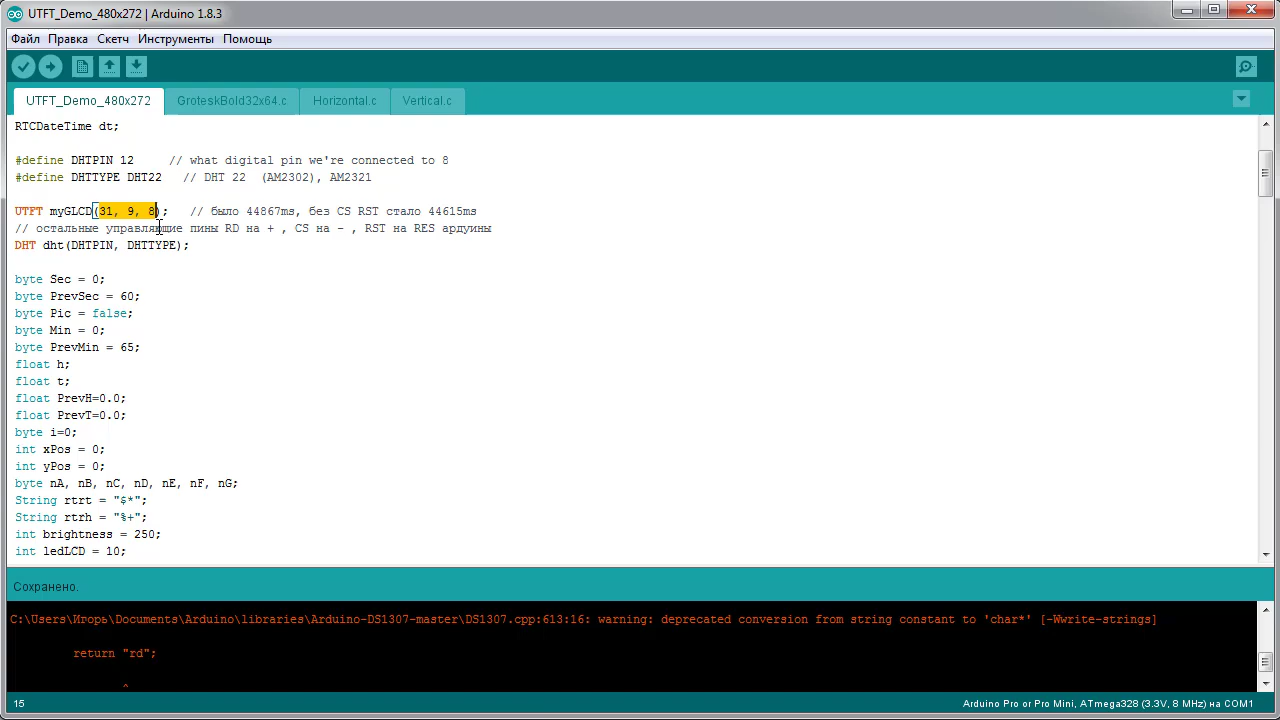 UTFT_Demo_480x272 | Arduino 1.8.3
Файл Правка Скетч Инструменты Помощь
UTFT_Demo_480x272 GroteskBold32x64.c Horizontal.c Vertical.c
RTCDateTime dt;
#define DHTPIN 12     // what digital pin we're connected to 8
#define DHTTYPE DHT22   // DHT 22  (AM2302), AM2321
UTFT myGLCD(31, 9, 8);   // было 44867ms, без CS RST стало 44615ms
// остальные управляющие пины RD на + , CS на - , RST на RES ардуины
DHT dht(DHTPIN, DHTTYPE);
byte Sec = 0;
byte PrevSec = 60;
byte Pic = false;
byte Min = 0;
byte PrevMin = 65;
float h;
float t;
float PrevH=0.0;
float PrevT=0.0;
byte i=0;
int xPos = 0;
int yPos = 0;
byte nA, nB, nC, nD, nE, nF, nG;
String rtrt = "$*";
String rtrh = "%+";
int brightness = 250;
int ledLCD = 10;
Сохранено.
C:\Users\Игорь\Documents\Arduino\libraries\Arduino-DS1307-master\DS1307.cpp:613:16: warning: deprecated conversion from string constant to 'char*' [-Wwrite-strings]
return "rd";
^
15 Arduino Pro or Pro Mini, ATmega328 (3.3V, 8 MHz) на COM1